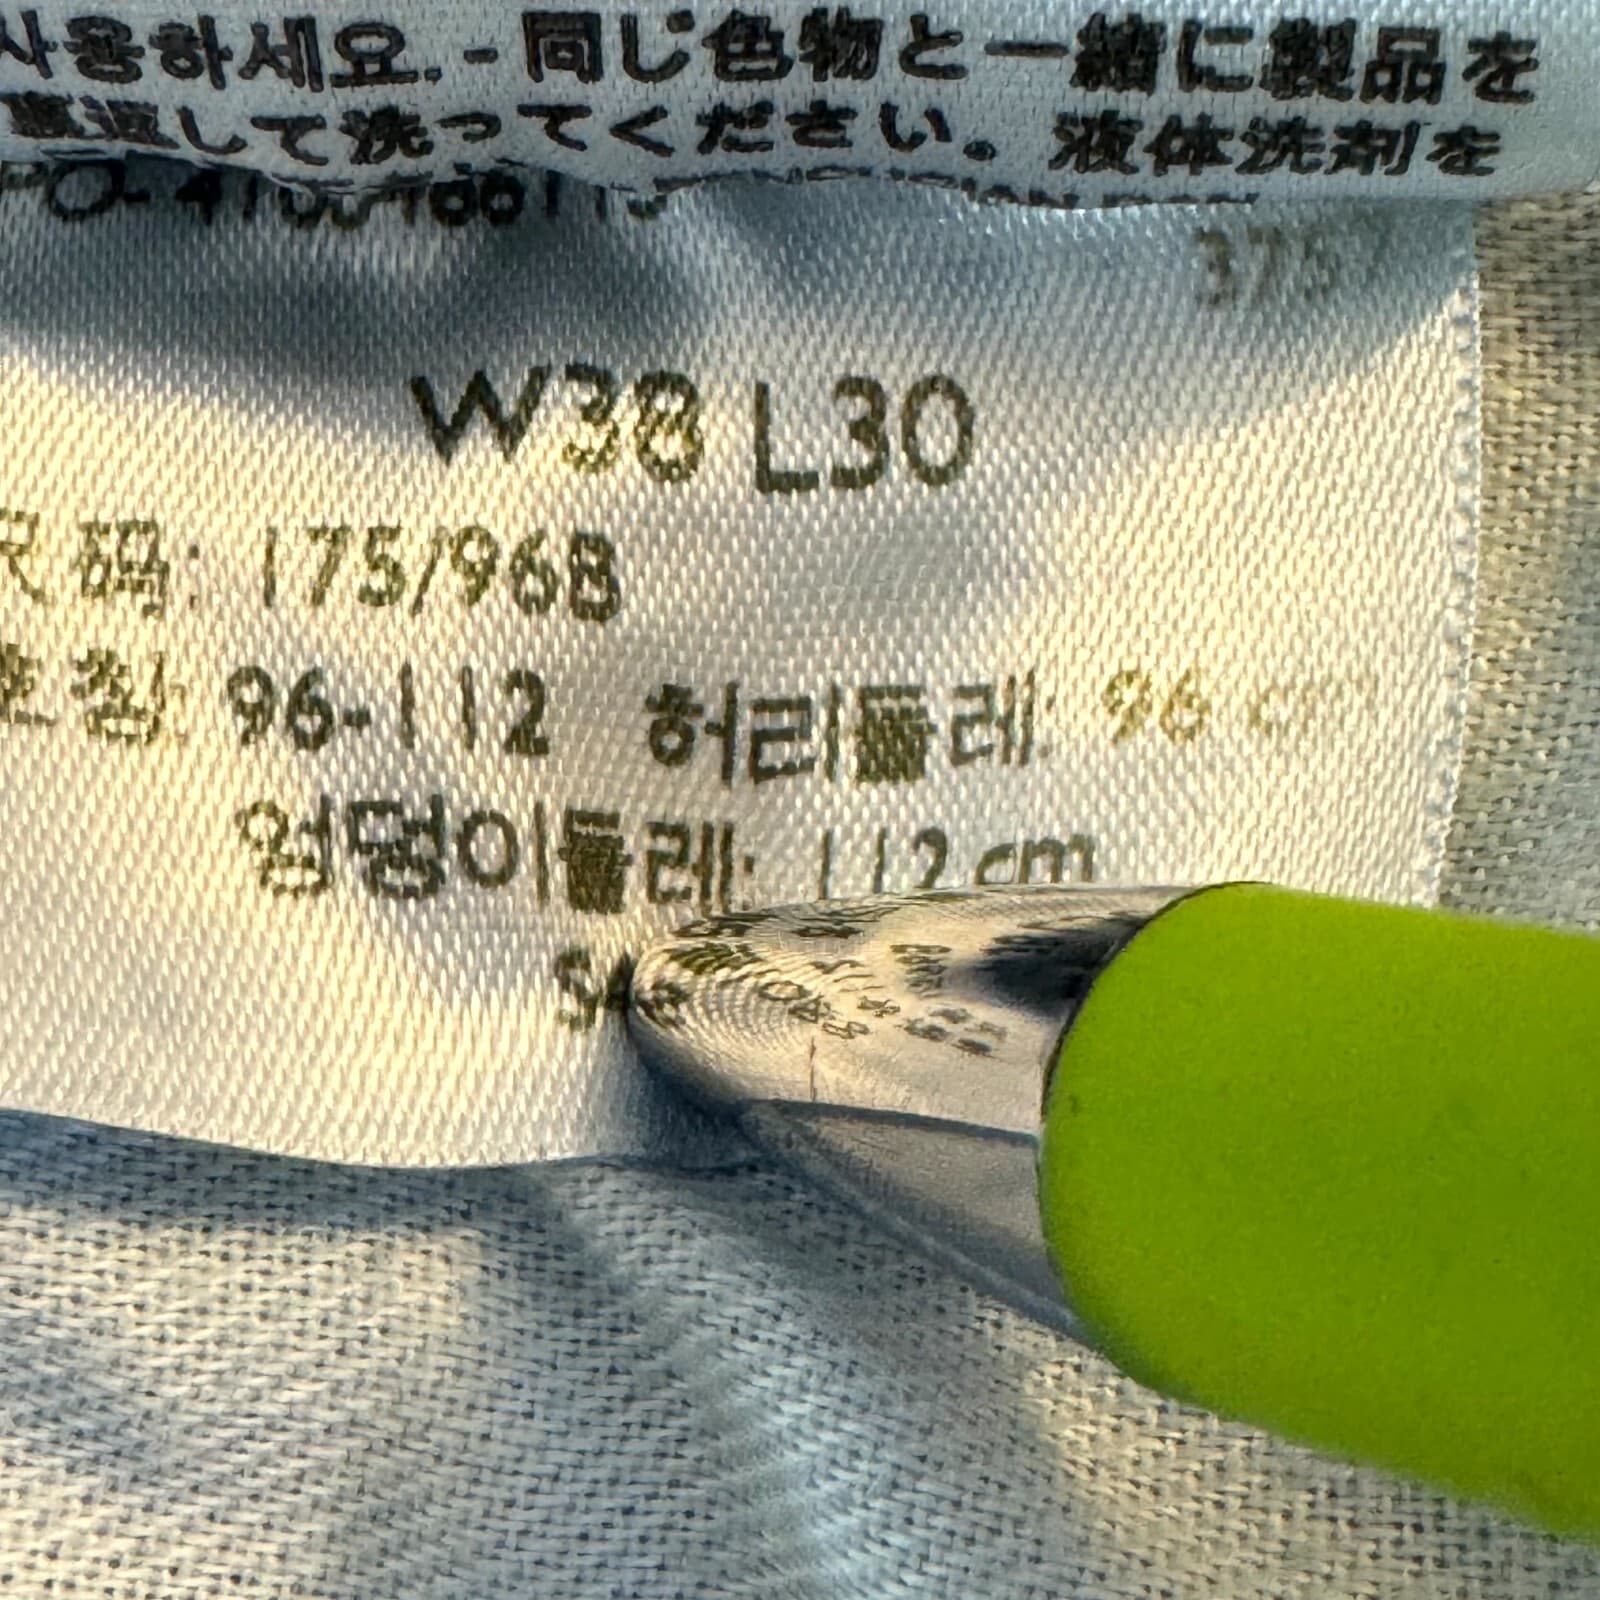 사용하세요. - 同じ色物と一緒に製品を
裏返して洗ってください。液体洗剤を
375
W38 L30
尺码: 175/96B
호칭: 96-112 허리둘레: 96 c
엉덩이둘레: 112 cm